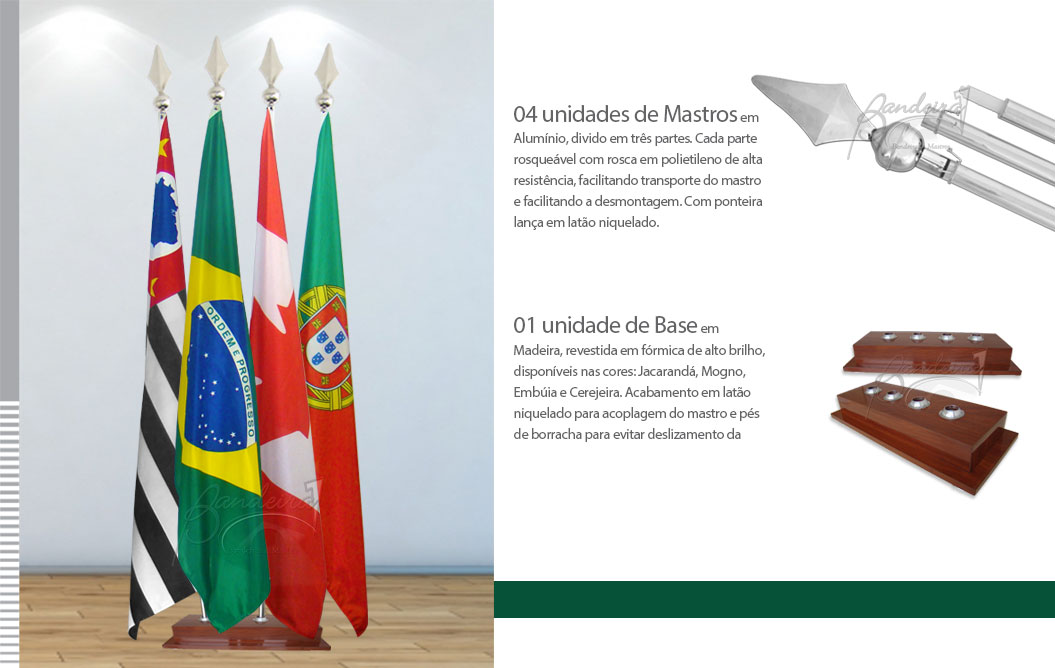 04 unidades de Mastros em
Alumínio, divido em três partes. Cada parte
rosqueável com rosca em polietileno de alta
resistência, facilitando transporte do mastro
e facilitando a desmontagem. Com ponteira
lança em latão niquelado.
01 unidade de Base em
Madeira, revestida em fórmica de alto brilho,
disponíveis nas cores: Jacarandá, Mogno,
Embúia e Cerejeira. Acabamento em latão
niquelado para acoplagem do mastro e pés
de borracha para evitar deslizamento da
ORDEM E PROGRESSO
Bandeira1
Bandeira1